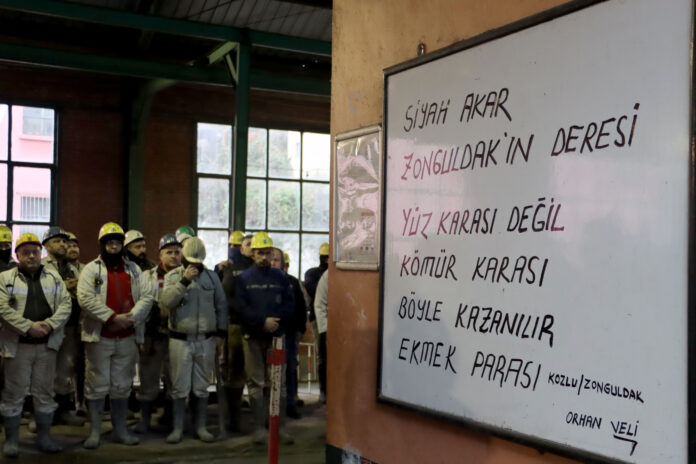 SİYAH AKAR
ZONGULDAK'IN DERESİ
YÜZ KARASI DEĞİL
KÖMÜR KARASI
BÖYLE KAZANILIR
EKMEK PARASI KOZLU/ZONGULDAK
ORHAN VELİ